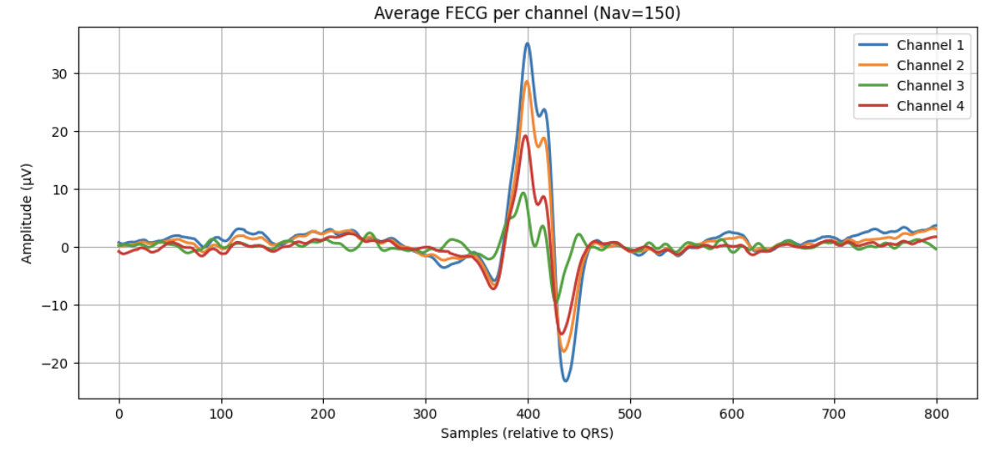 Average FECG per channel (Nav=150)
Amplitude (µV)
30
20
10
0
−10
−20
Channel 1
Channel 2
Channel 3
Channel 4
0 100 200 300 400 500 600 700 800
Samples (relative to QRS)